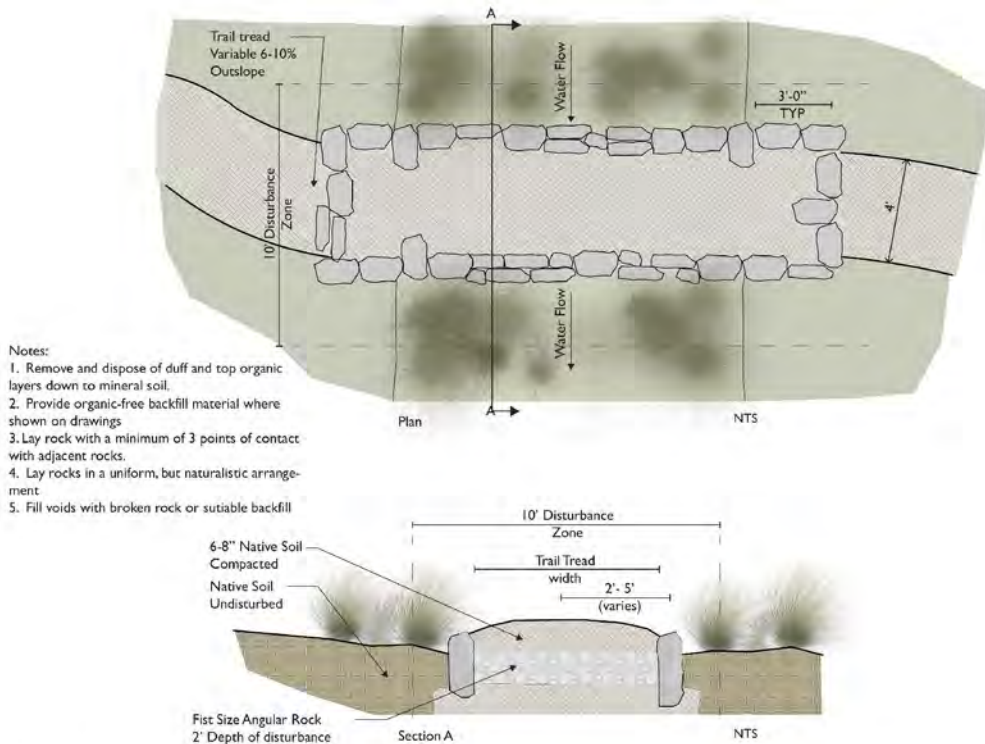 A
Trail tread
Variable 6-10%
Outslope
Water Flow
3'-0"
TYP
10' Disturbance
Zone
4'
Water Flow
A
Plan
NTS
Notes:
1. Remove and dispose of duff and top organic
layers down to mineral soil.
2. Provide organic-free backfill material where
shown on drawings
3. Lay rock with a minimum of 3 points of contact
with adjacent rocks.
4. Lay rocks in a uniform, but naturalistic arrange-
ment
5. Fill voids with broken rock or sutiable backfill
10' Disturbance
Zone
6-8" Native Soil
Compacted
Trail Tread
width
Native Soil
Undisturbed
2'- 5'
(varies)
Fist Size Angular Rock
2' Depth of disturbance
Section A
NTS